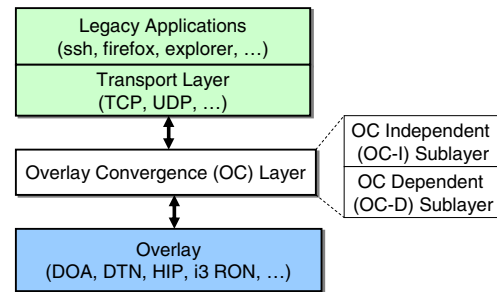 Legacy Applications
(ssh, firefox, explorer, …)
Transport Layer
(TCP, UDP, …)
Overlay Convergence (OC) Layer
OC Independent
(OC-I) Sublayer
OC Dependent
(OC-D) Sublayer
Overlay
(DOA, DTN, HIP, i3 RON, …)